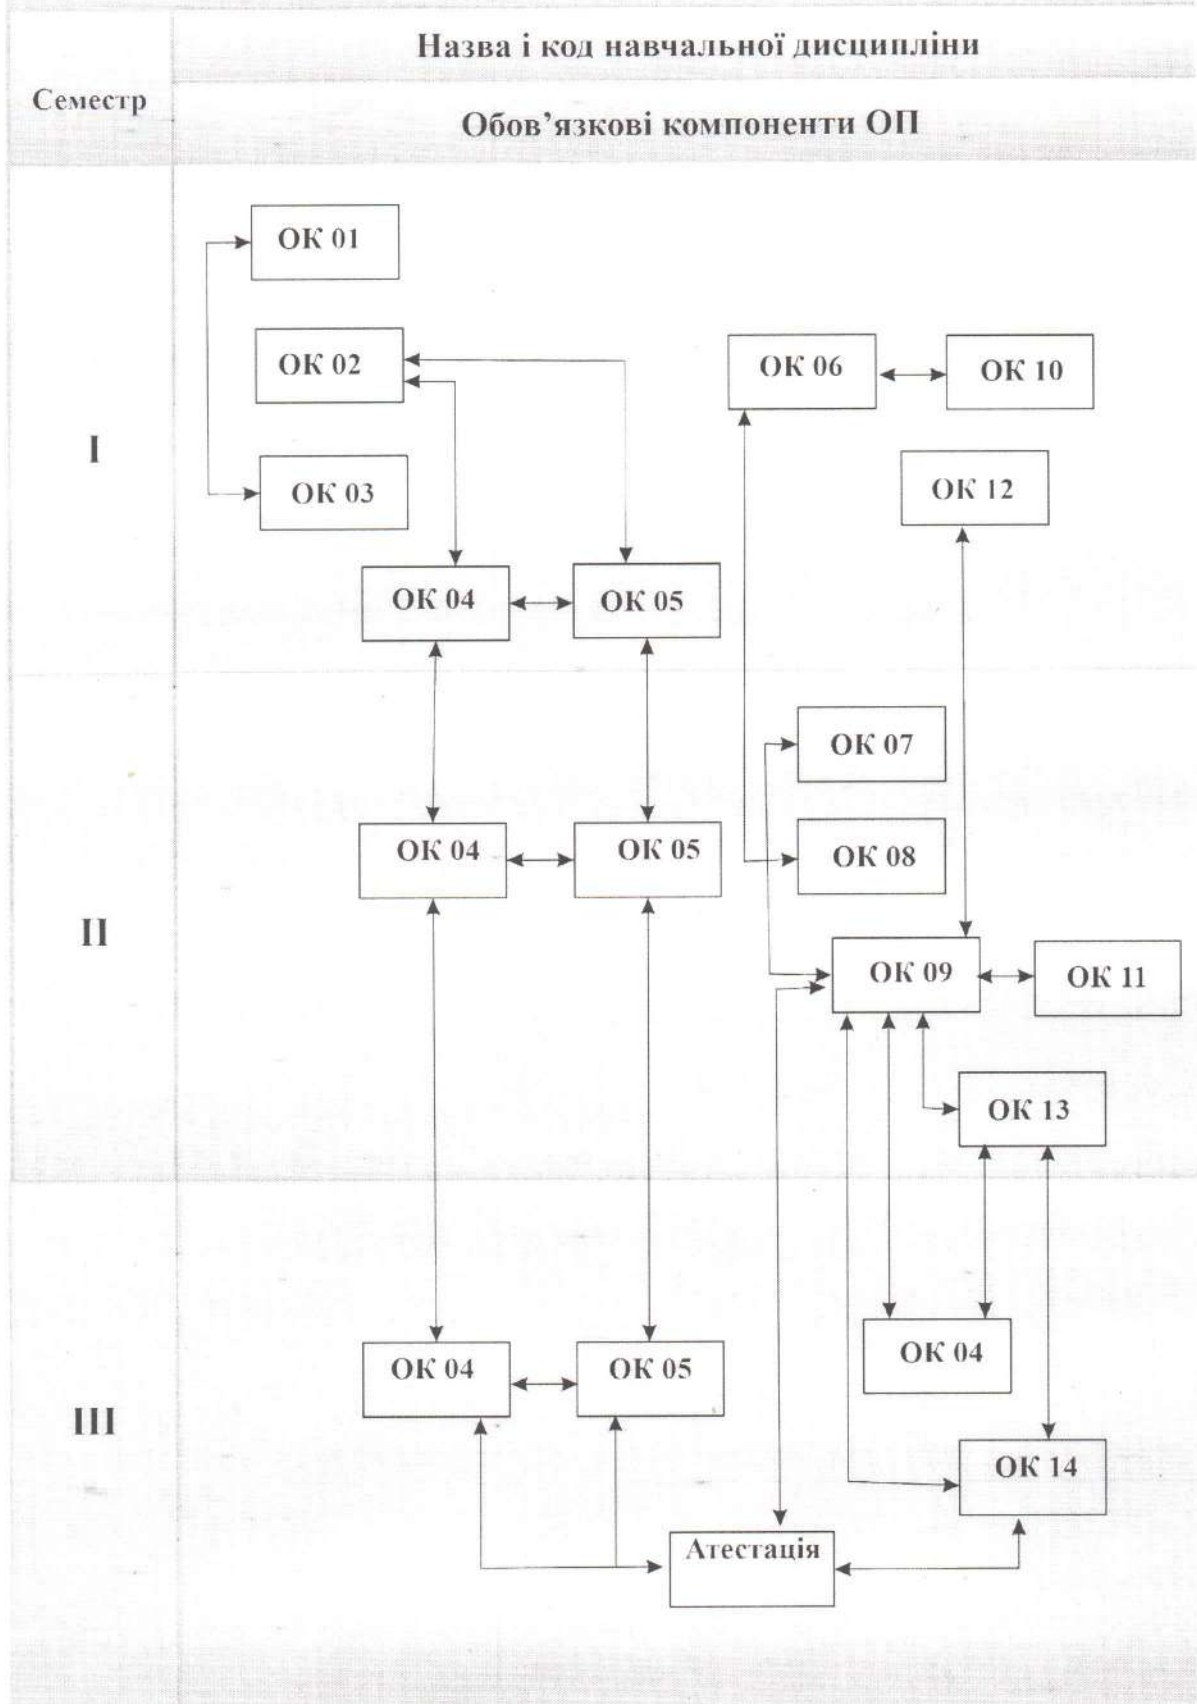 Назва і код навчальної дисципліни
Семестр
Обов’язкові компоненти ОП
І
ОК 01
ОК 02
ОК 06
ОК 10
ОК 03
ОК 12
ОК 04
ОК 05
ІІ
ОК 07
ОК 04
ОК 05
ОК 08
ОК 09
ОК 11
ОК 13
ІІІ
ОК 04
ОК 05
ОК 04
ОК 14
Атестація